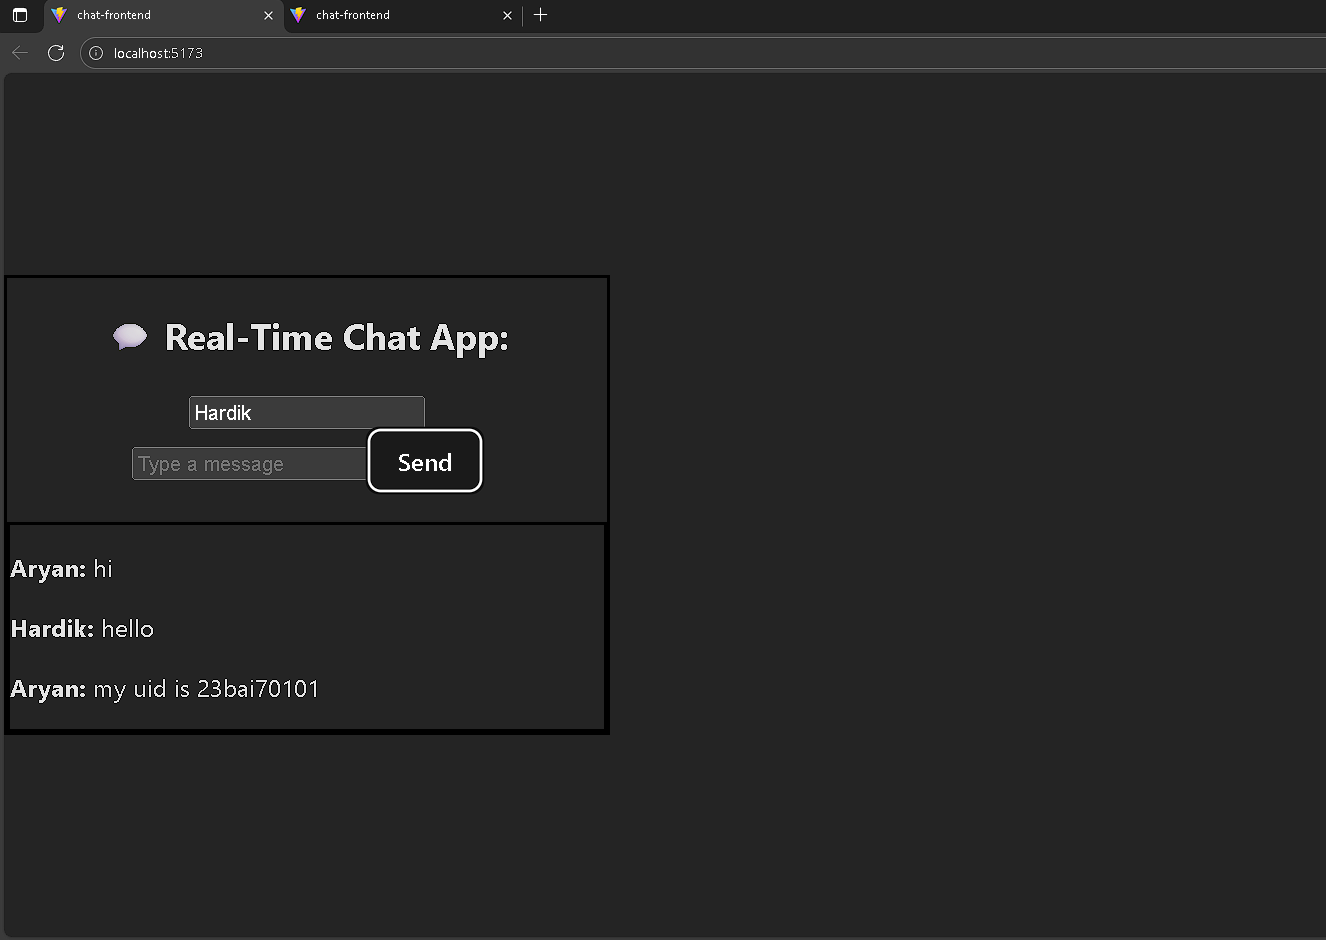 chat-frontend
chat-frontend
localhost:5173
Real-Time Chat App:
Hardik
Type a message
Send
Aryan: hi
Hardik: hello
Aryan: my uid is 23bai70101